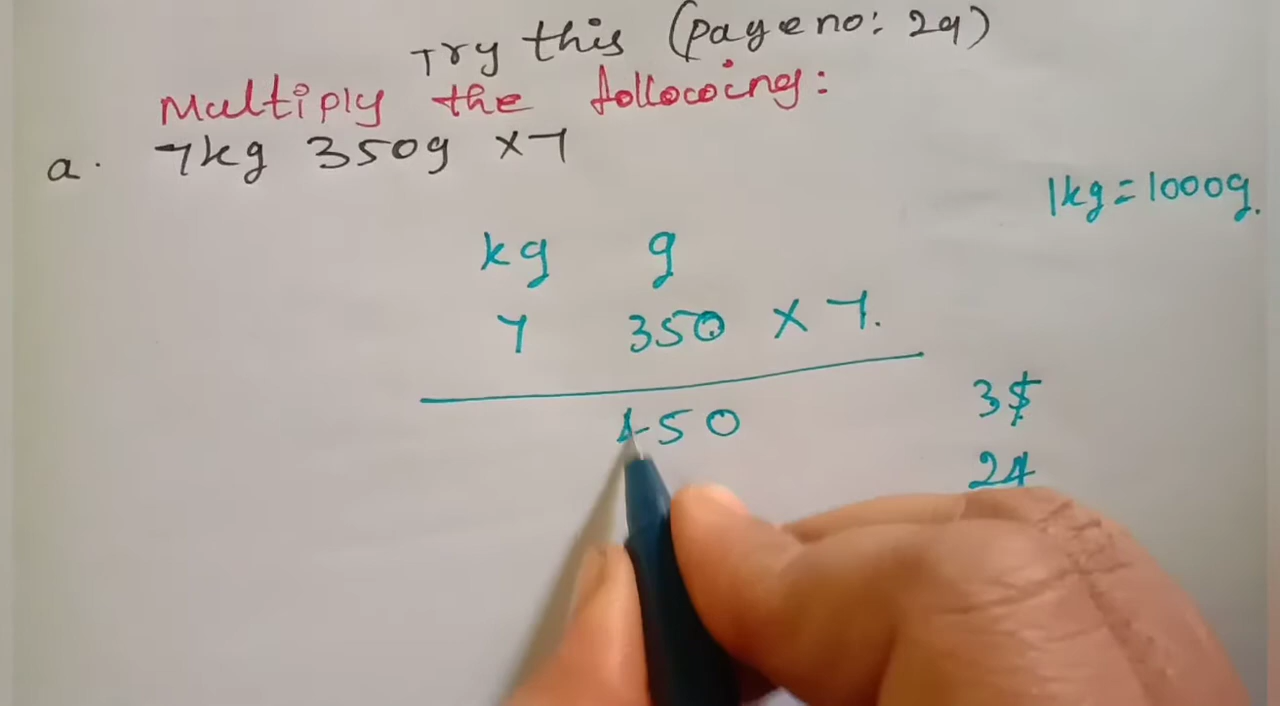 Try this (page no: 29)
Multiply the following:
a. 7kg 350g x 7
1kg = 1000g.
kg g
7 350 x 7.
450
35
24